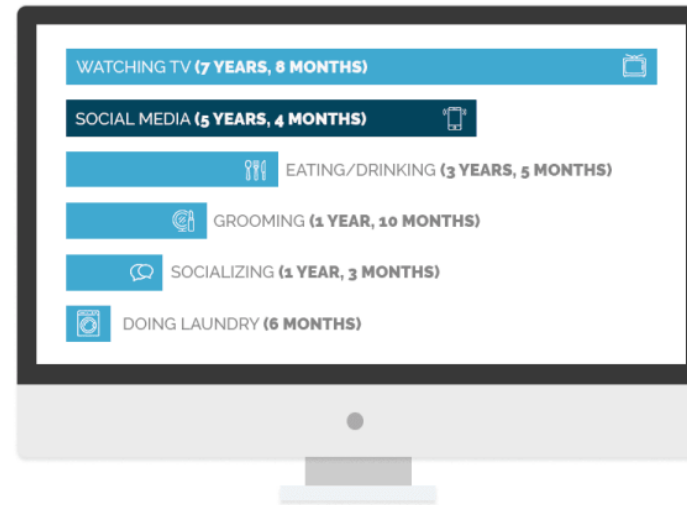 WATCHING TV (7 YEARS, 8 MONTHS)
SOCIAL MEDIA (5 YEARS, 4 MONTHS)
EATING/DRINKING (3 YEARS, 5 MONTHS)
GROOMING (1 YEAR, 10 MONTHS)
SOCIALIZING (1 YEAR, 3 MONTHS)
DOING LAUNDRY (6 MONTHS)